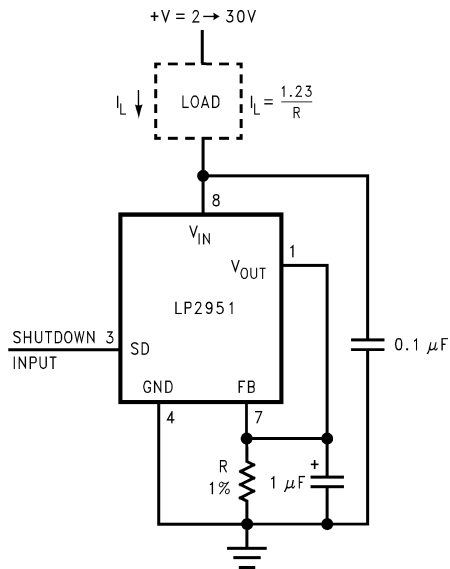 +V = 2 → 30V
I_L ↓
LOAD
I_L = 1.23 / R
8
V_IN
1
V_OUT
LP2951
SHUTDOWN 3
INPUT
SD
0.1 μF
GND
FB
4
7
R
1%
+
1 μF